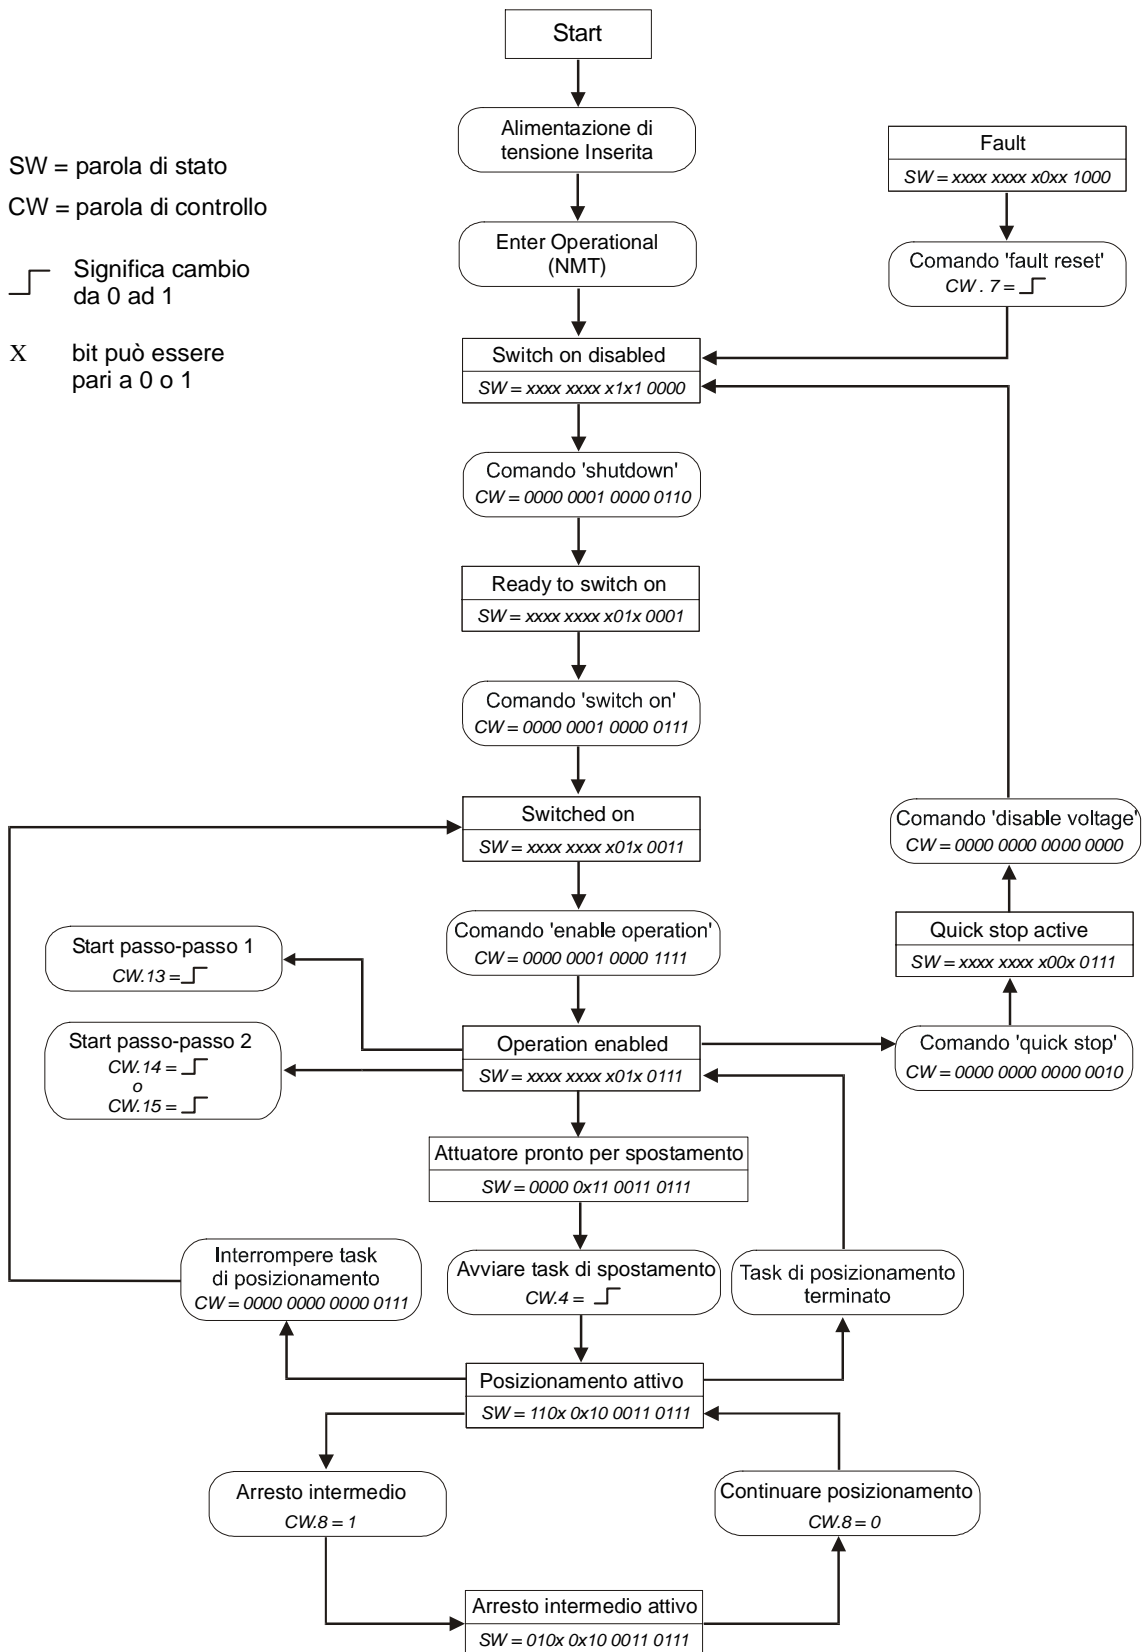 Start
Alimentazione di
tensione Inserita
SW = parola di stato
CW = parola di controllo
Significa cambio
da 0 ad 1
X bit può essere
pari a 0 o 1
Enter Operational
(NMT)
Fault
SW = xxxx xxxx x0xx 1000
Comando 'fault reset'
CW . 7 =
Switch on disabled
SW = xxxx xxxx x1x1 0000
Comando 'shutdown'
CW = 0000 0001 0000 0110
Ready to switch on
SW = xxxx xxxx x01x 0001
Comando 'switch on'
CW = 0000 0001 0000 0111
Switched on
SW = xxxx xxxx x01x 0011
Comando 'disable voltage'
CW = 0000 0000 0000 0000
Comando 'enable operation'
CW = 0000 0001 0000 1111
Quick stop active
SW = xxxx xxxx x00x 0111
Start passo-passo 1
CW.13 =
Start passo-passo 2
CW.14 =
o
CW.15 =
Operation enabled
SW = xxxx xxxx x01x 0111
Comando 'quick stop'
CW = 0000 0000 0000 0010
Attuatore pronto per spostamento
SW = 0000 0x11 0011 0111
Interrompere task
di posizionamento
CW = 0000 0000 0000 0111
Avviare task di spostamento
CW.4 =
Task di posizionamento
terminato
Posizionamento attivo
SW = 110x 0x10 0011 0111
Arresto intermedio
CW.8 = 1
Continuare posizionamento
CW.8 = 0
Arresto intermedio attivo
SW = 010x 0x10 0011 0111